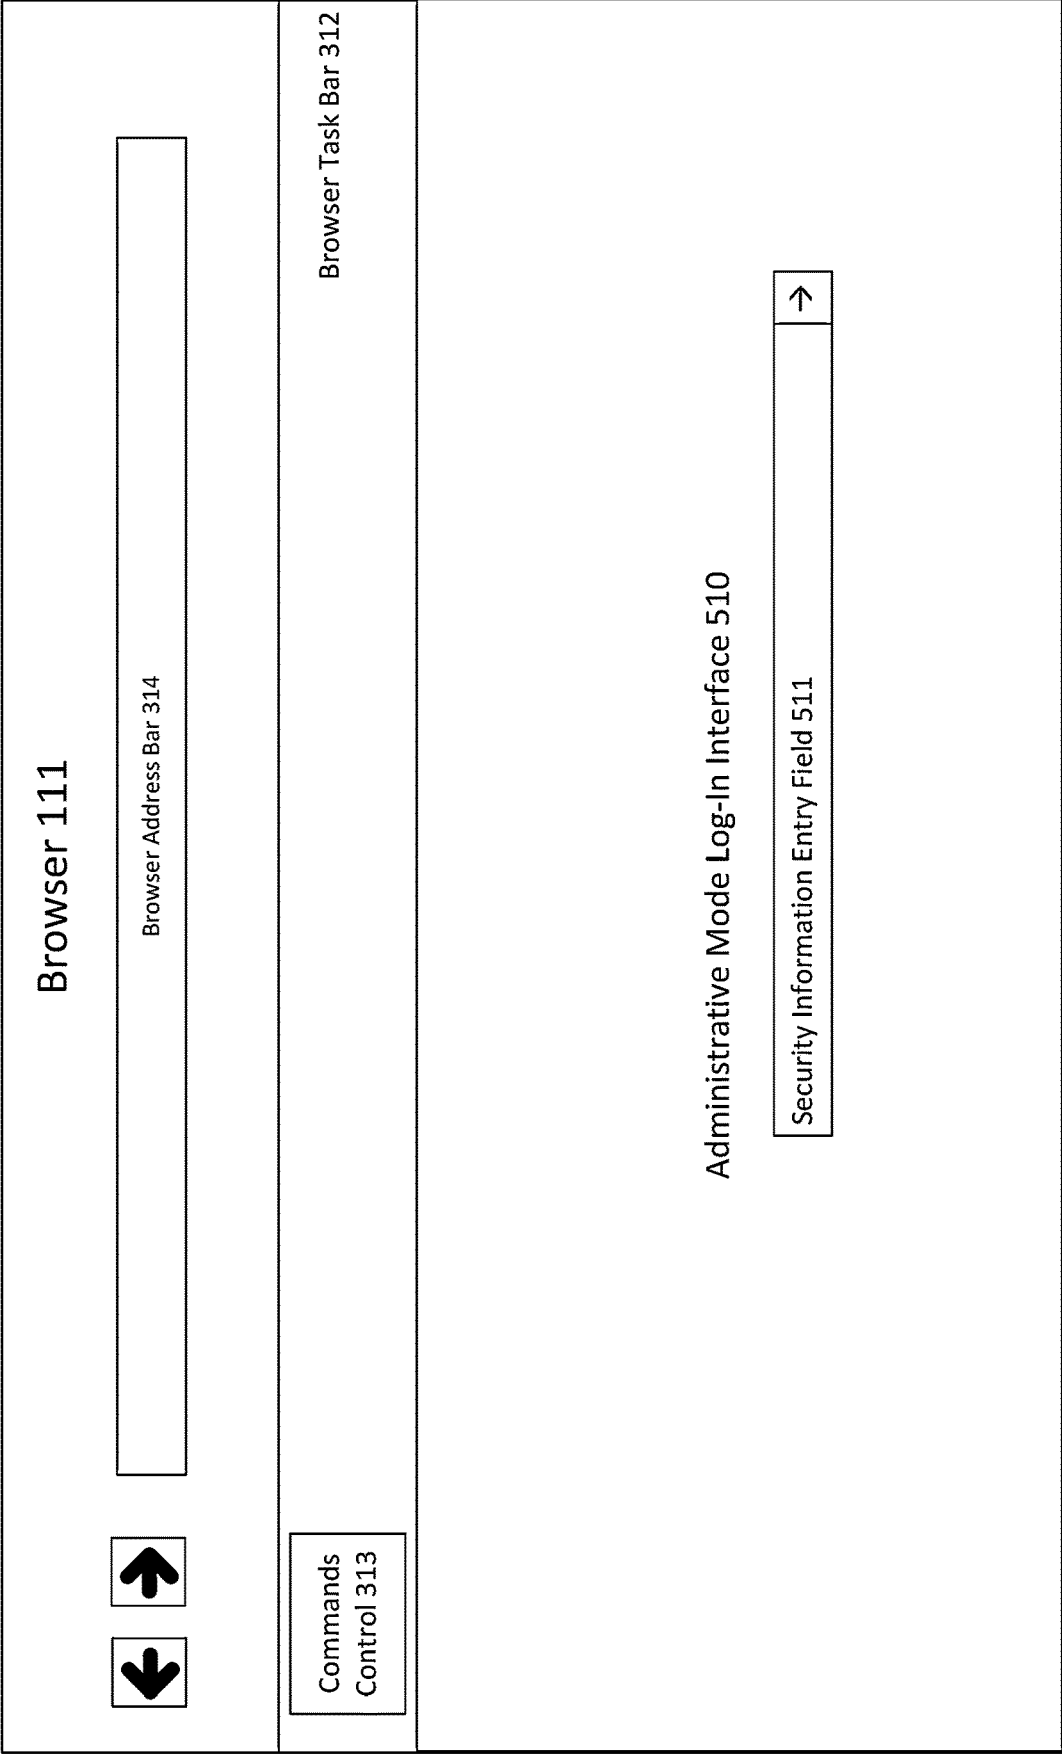 Browser 111
Browser Address Bar 314
Commands
Control 313
Browser Task Bar 312
Administrative Mode Log-In Interface 510
Security Information Entry Field 511